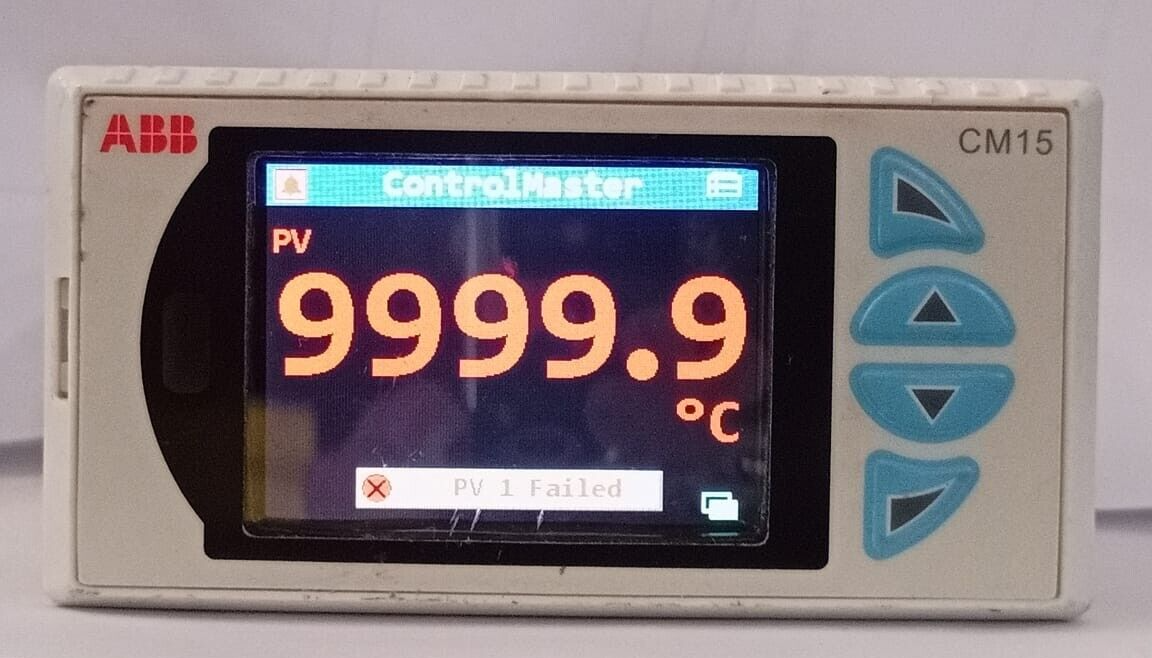 ABB
CM15
ControlMaster
PV
9999.9
°C
PV 1 Failed